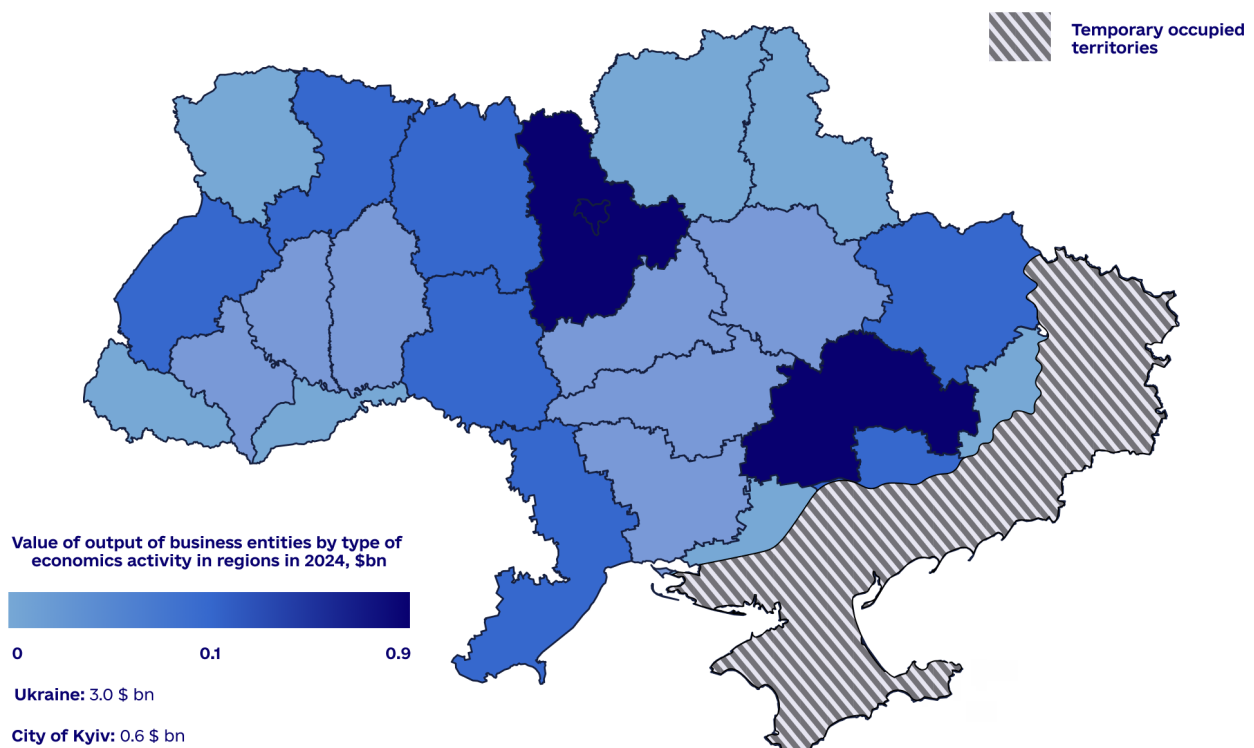 Temporary occupied
territories
Value of output of business entities by type of
economics activity in regions in 2024, $bn
0 0.1 0.9
Ukraine: 3.0 $ bn
City of Kyiv: 0.6 $ bn